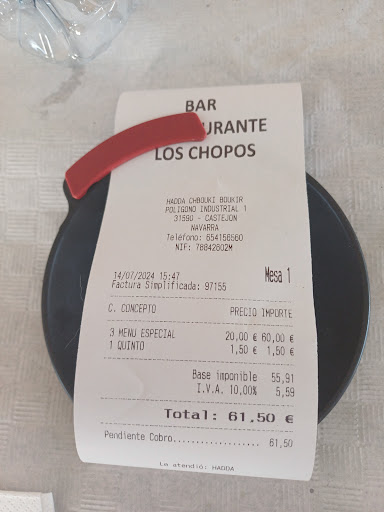 BAR
URANTE
LOS CHOPOS
HADDA CHBOUKI BOUKIR
POLIGONO INDUSTRIAL 1
31590 - CASTEJON
NAVARRA
Teléfono: 654156560
NIF: 78842602M
14/07/2024 15:47 Mesa 1
Factura Simplificada: 97155
C. CONCEPTO PRECIO IMPORTE
3 MENU ESPECIAL 20,00 € 60,00 €
1 QUINTO 1,50 € 1,50 €
Base imponible 55,91
I.V.A. 10,00% 5,59
Total: 61,50 €
Pendiente Cobro.................. 61,50
Le atendió: HADDA